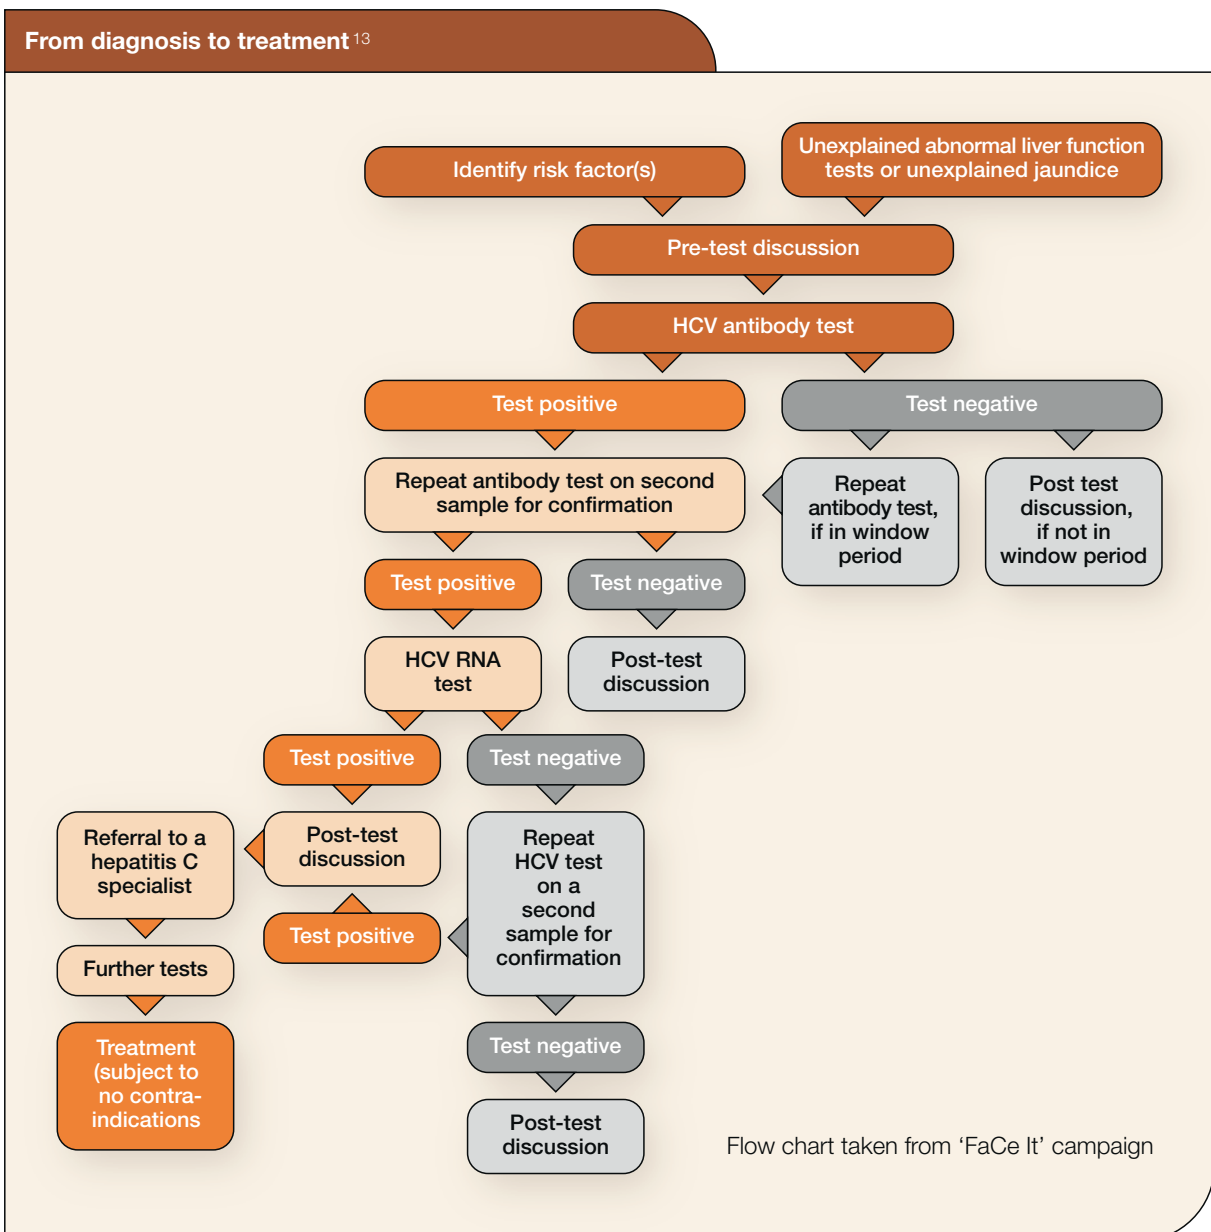 From diagnosis to treatment 13
Identify risk factor(s)
Unexplained abnormal liver function
tests or unexplained jaundice
Pre-test discussion
HCV antibody test
Test positive
Test negative
Repeat antibody test on second
sample for confirmation
Repeat
antibody test,
if in window
period
Post test
discussion,
if not in
window period
Test positive
Test negative
HCV RNA
test
Post-test
discussion
Test positive
Test negative
Referral to a
hepatitis C
specialist
Post-test
discussion
Repeat
HCV test
on a
second
sample for
confirmation
Test positive
Further tests
Treatment
(subject to
no contra-
indications
Test negative
Post-test
discussion
Flow chart taken from ‘FaCe It’ campaign